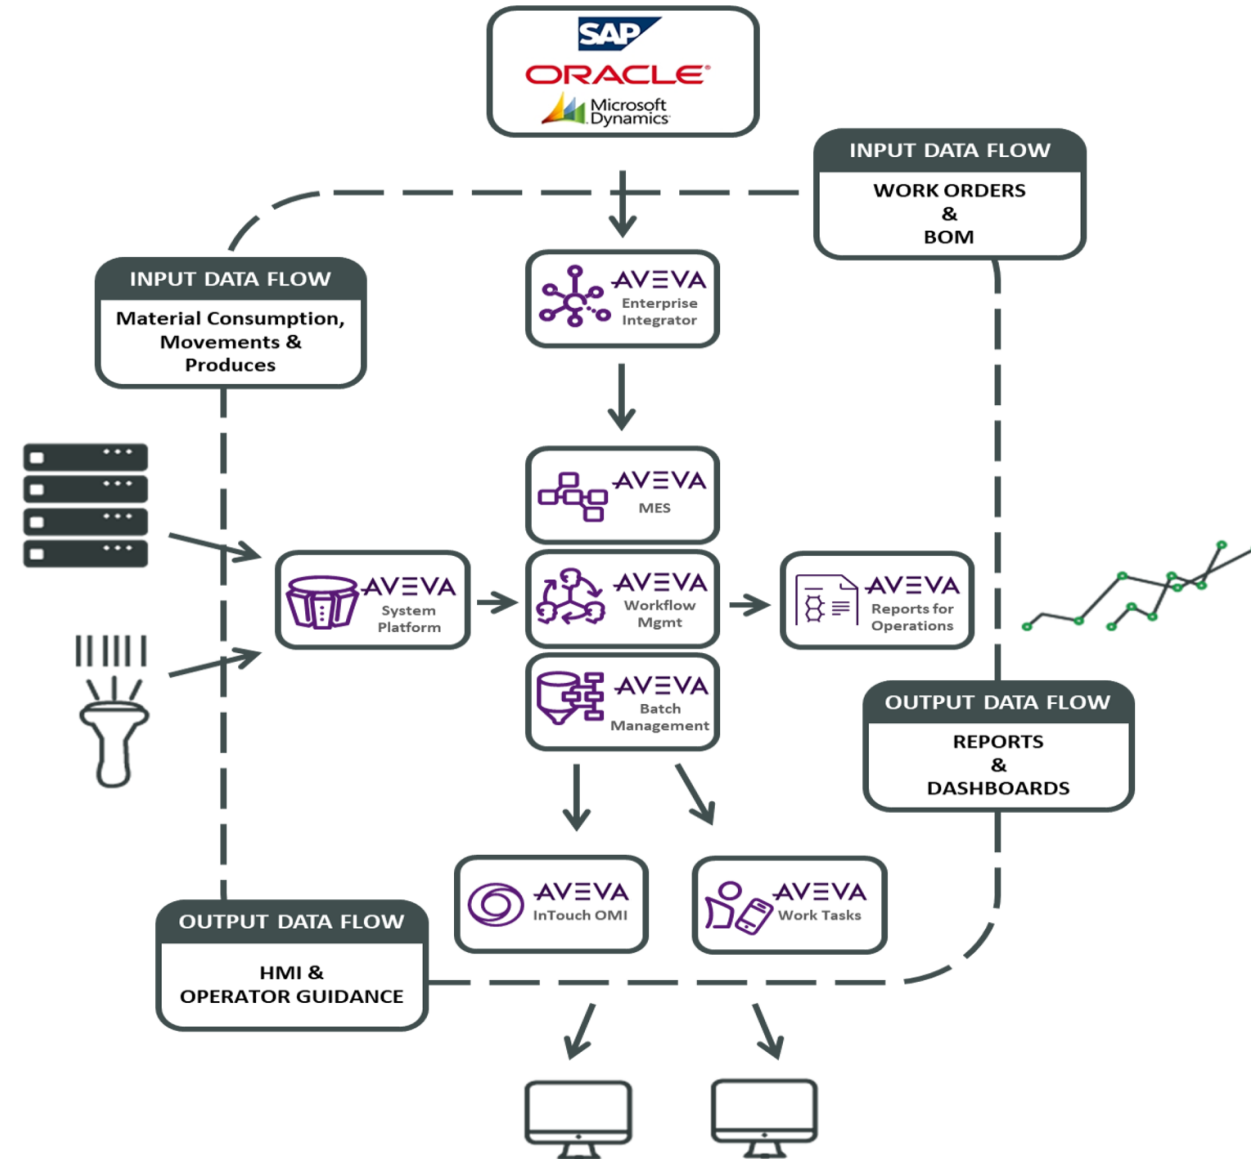 SAP
ORACLE®
Microsoft
Dynamics
INPUT DATA FLOW
WORK ORDERS
&
BOM
INPUT DATA FLOW
Material Consumption,
Movements &
Produces
AVEVA
Enterprise
Integrator
AVEVA
MES
AVEVA
System
Platform
AVEVA
Workflow
Mgmt
AVEVA
Reports for
Operations
AVEVA
Batch
Management
OUTPUT DATA FLOW
REPORTS
&
DASHBOARDS
AVEVA
InTouch OMI
AVEVA
Work Tasks
OUTPUT DATA FLOW
HMI &
OPERATOR GUIDANCE